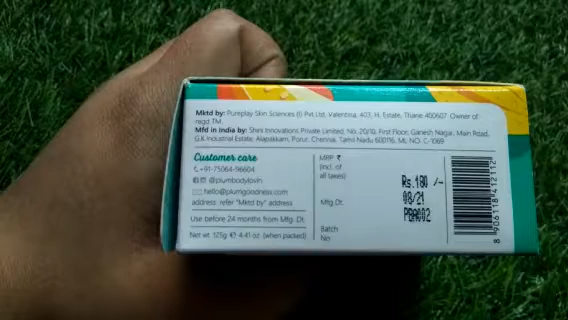 Mktd by: Pureplay Skin Sciences (I) Pvt Ltd, Valentina, 403, H. Estate, Thane 400607 Owner of
regd TM.
Mfd in India by: Shini Innovations Private Limited, No. 20/19, First Floor, Ganesh Nagar, Main Road,
G.K Industrial Estate, Alapakkam, Porur, Chennai, Tamil Nadu 600116. ML NO: C-1069
Customer care
+91-75064-98604
@plumbodylovin
hello@plumgoodness.com
address: refer "Mktd by" address
Use before 24 months from Mfg. Dt.
Net wt. 125g ℮ 4.41 oz. (when packed)
MRP ₹
(incl. of
all taxes)
Rs.180 /-
Mfg.Dt. 08/21
Batch
No
PBA002
8 906118 412112